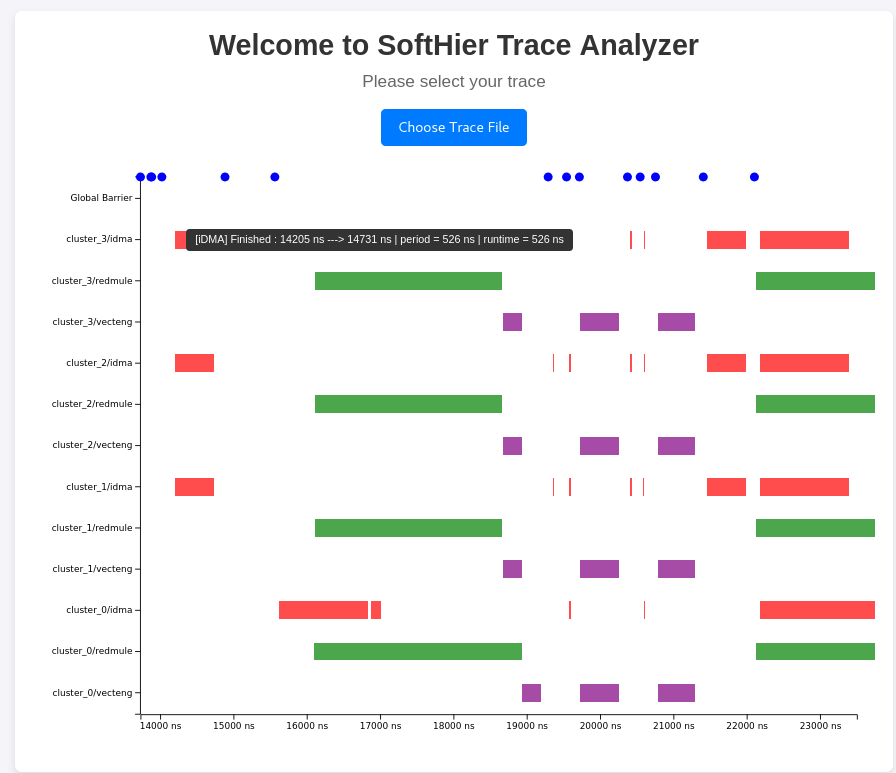 Welcome to SoftHier Trace Analyzer
Please select your trace
Choose Trace File
Global Barrier
cluster_3/idma
[iDMA] Finished : 14205 ns ---> 14731 ns | period = 526 ns | runtime = 526 ns
cluster_3/redmule
cluster_3/vecteng
cluster_2/idma
cluster_2/redmule
cluster_2/vecteng
cluster_1/idma
cluster_1/redmule
cluster_1/vecteng
cluster_0/idma
cluster_0/redmule
cluster_0/vecteng
14000 ns 15000 ns 16000 ns 17000 ns 18000 ns 19000 ns 20000 ns 21000 ns 22000 ns 23000 ns